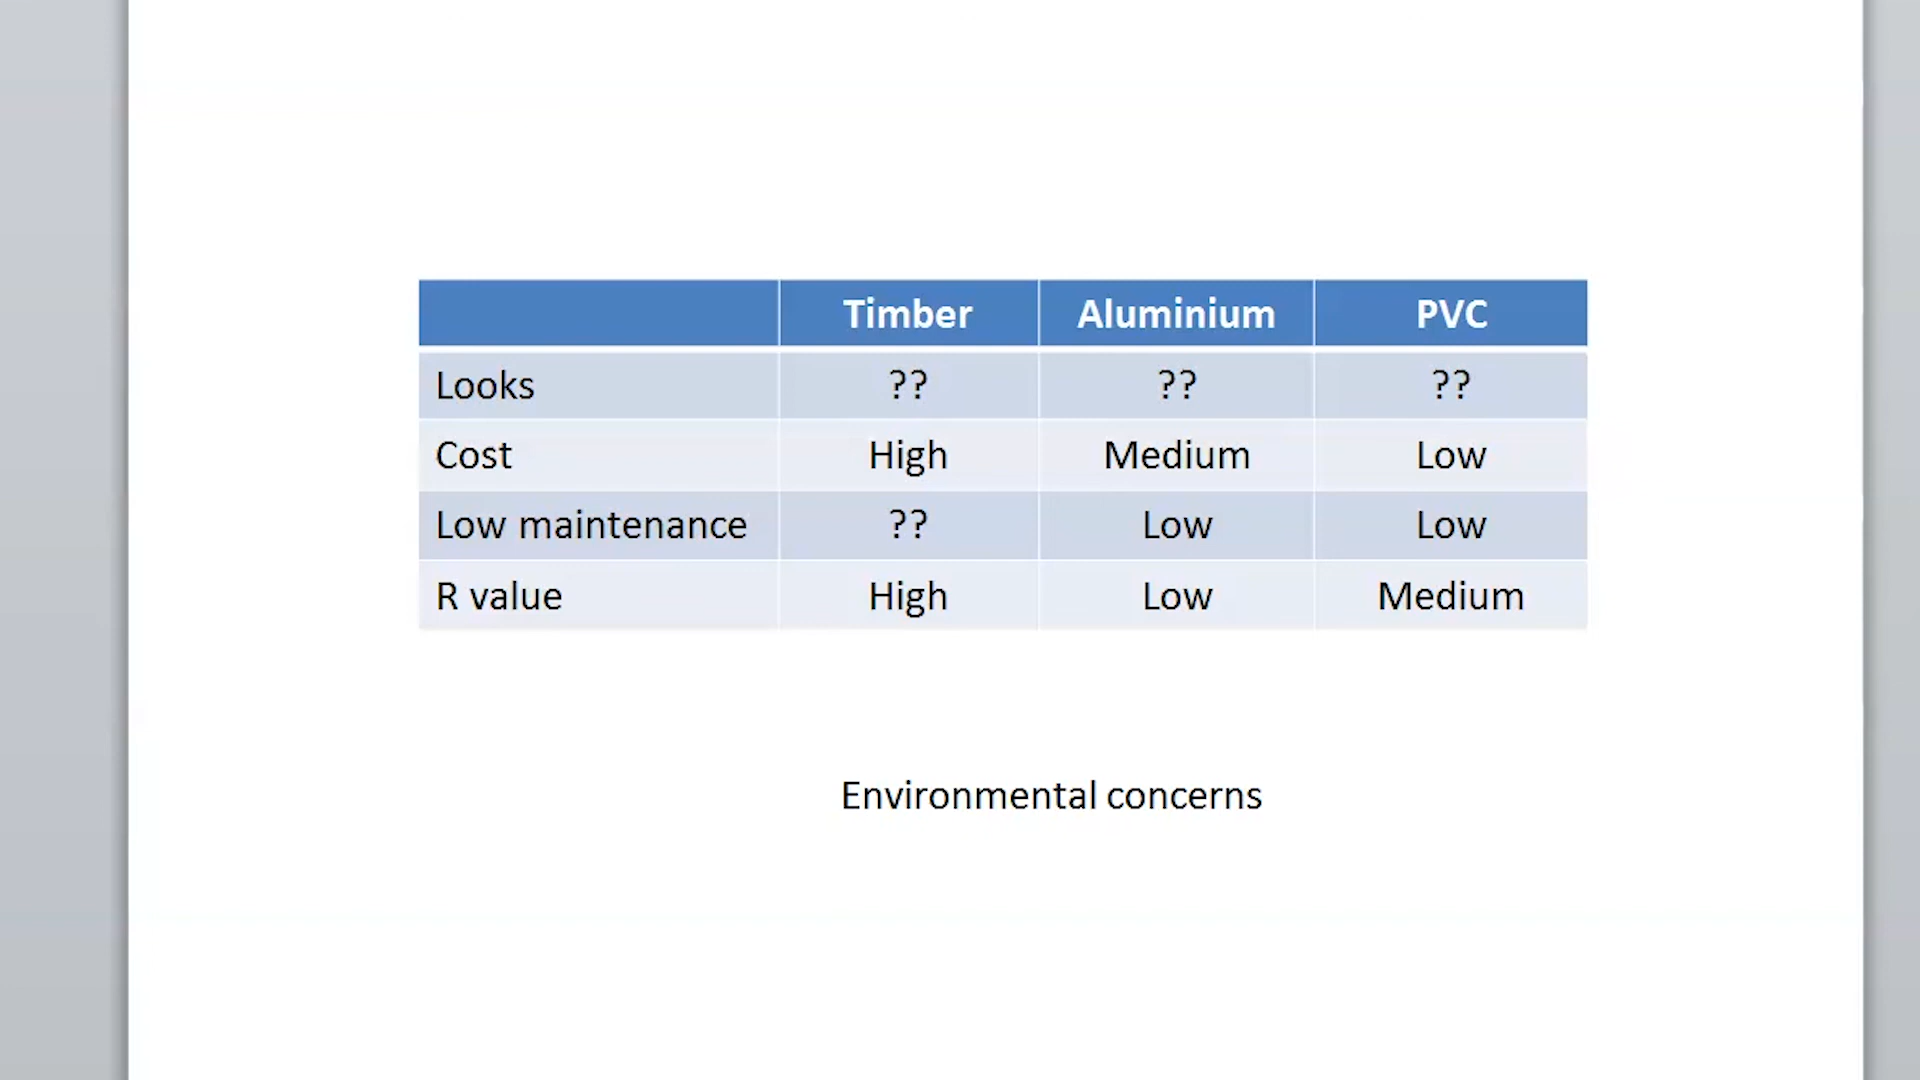 Timber Aluminium PVC
Looks ?? ?? ??
Cost High Medium Low
Low maintenance ?? Low Low
R value High Low Medium
Environmental concerns